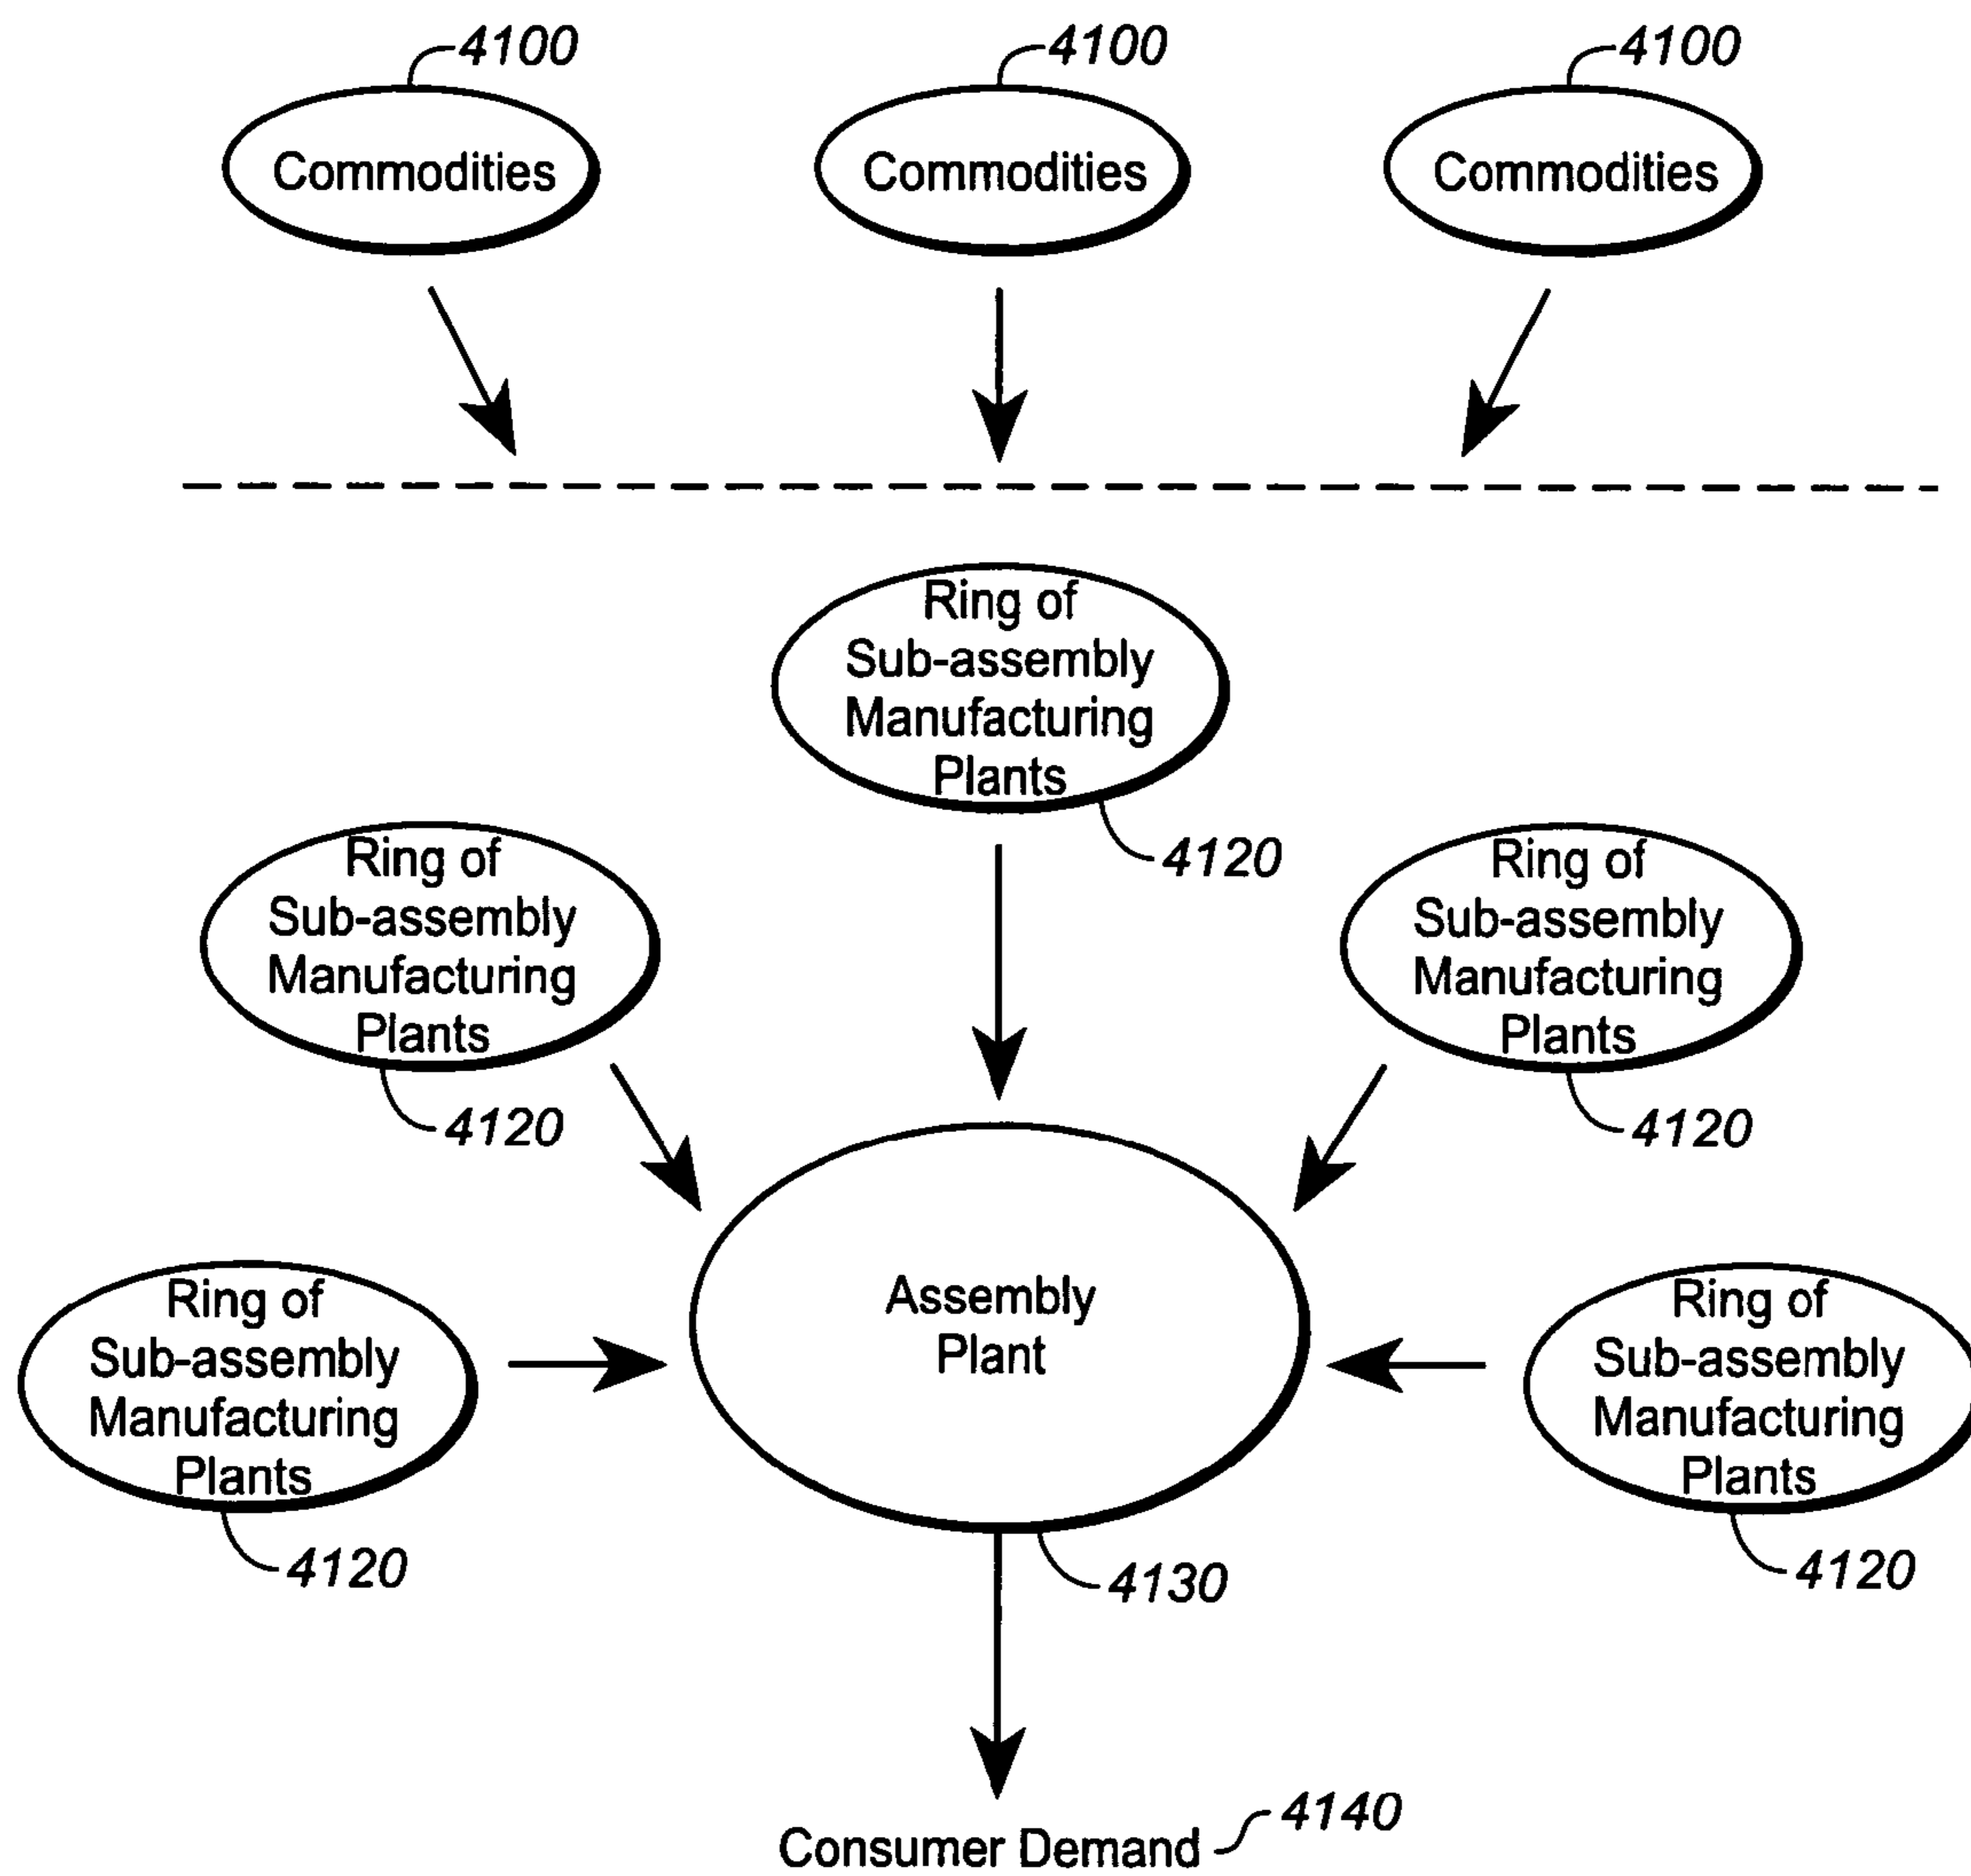 4100
4100
4100
Commodities
Commodities
Commodities
Ring of
Sub-assembly
Manufacturing
Plants
4120
Ring of
Sub-assembly
Manufacturing
Plants
4120
Ring of
Sub-assembly
Manufacturing
Plants
4120
Ring of
Sub-assembly
Manufacturing
Plants
4120
Assembly
Plant
4130
Ring of
Sub-assembly
Manufacturing
Plants
4120
Consumer Demand
4140